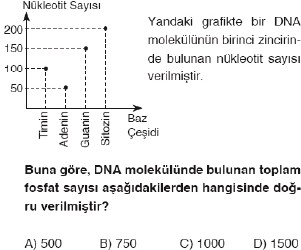 Nükleotit Sayısı
200
150
100
50
Timin
Adenin
Guanin
Sitozin
Baz
Çeşidi
Yandaki grafikte bir DNA
molekülünün birinci zincirin-
de bulunan nükleotit sayısı
verilmiştir.
Buna göre, DNA molekülünde bulunan toplam
fosfat sayısı aşağıdakilerden hangisinde doğ-
ru verilmiştir?
A) 500 B) 750 C) 1000 D) 1500